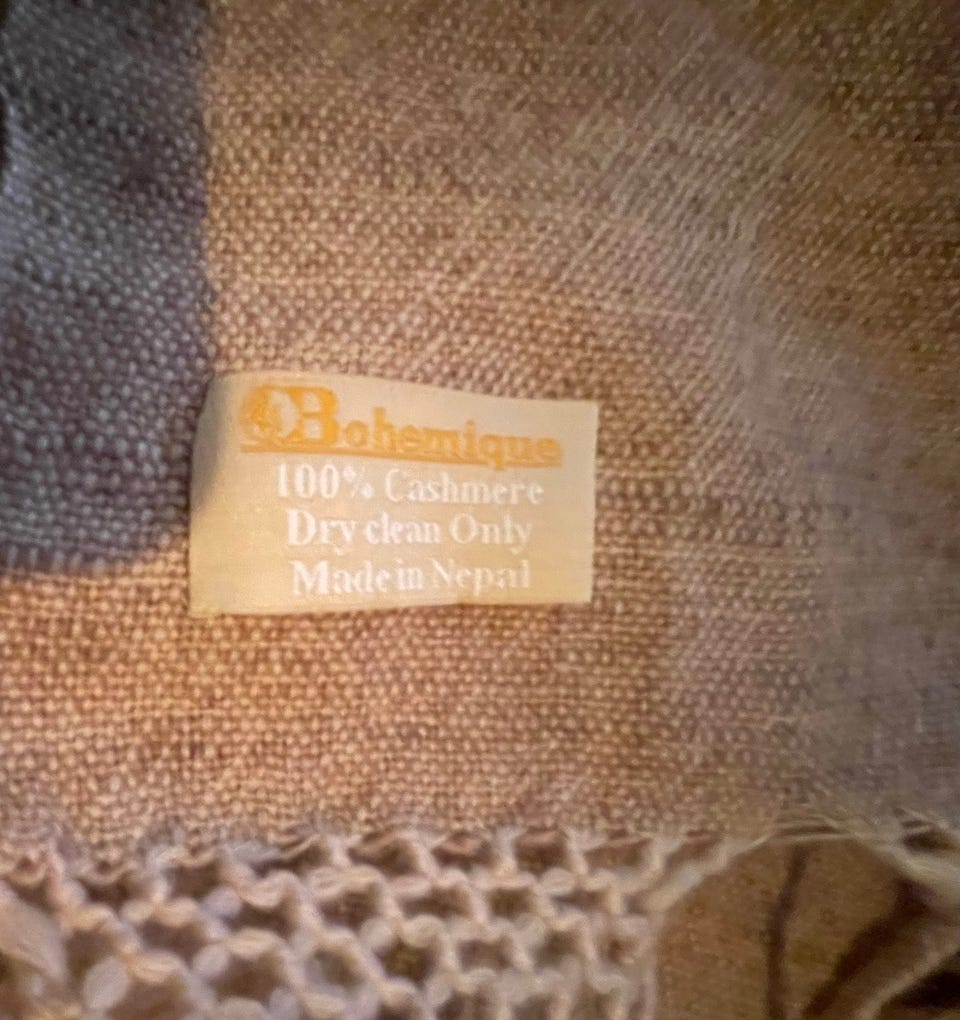 Bohemique
100% Cashmere
Dry clean Only
Made in Nepal